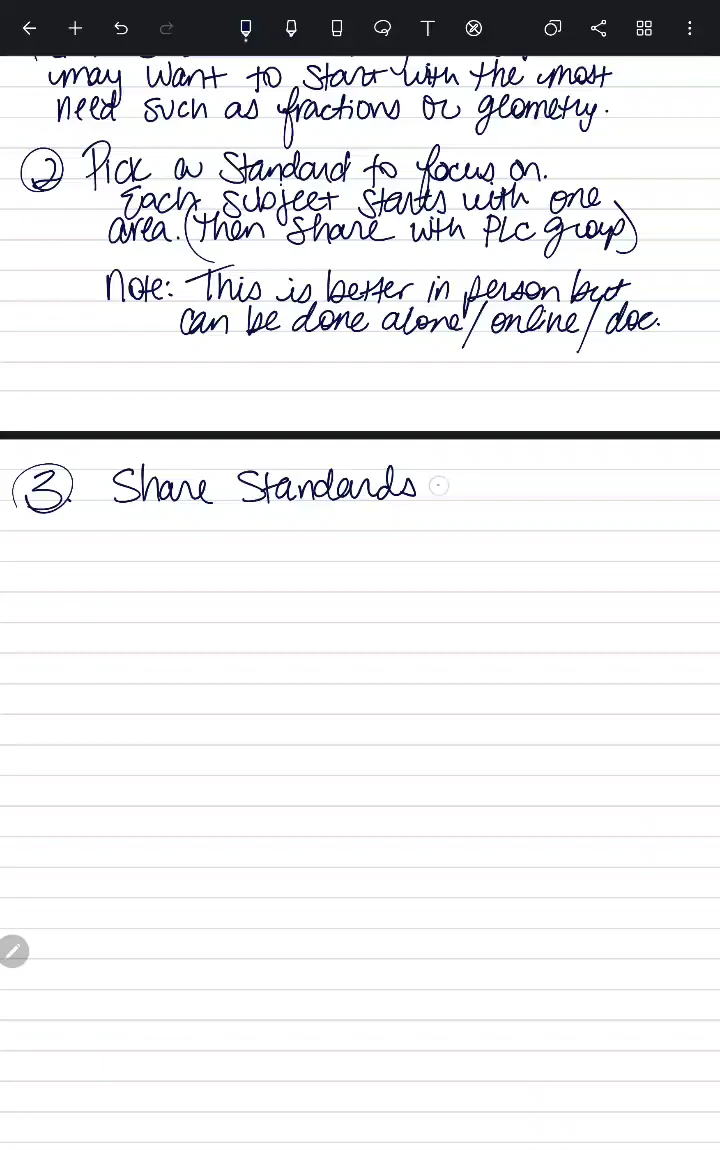 may want to start with the most
need such as fractions or geometry.
② Pick a Standard to focus on.
Each subject starts with one
area. (then share with PLC group)
Note: This is better in person but
can be done alone/online/doc.
③. Share Standards
T